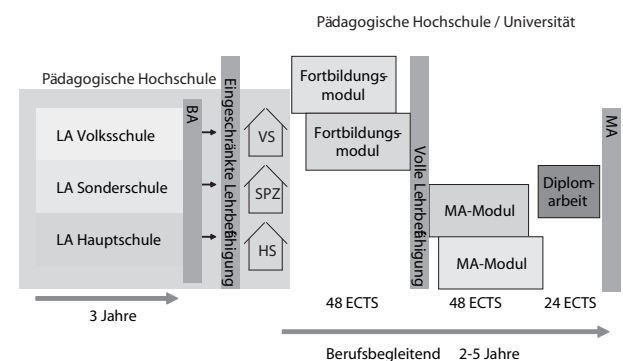 Pädagogische Hochschule / Universität
Pädagogische Hochschule
LA Volksschule
LA Sonderschule
LA Hauptschule
BA
Eingeschränkte Lehrbefähigung
VS
SPZ
HS
Fortbildungs-
modul
Fortbildungs-
modul
Volle Lehrbefähigung
MA-Modul
MA-Modul
Diplom-
arbeit
MA
48 ECTS
48 ECTS
24 ECTS
3 Jahre
Berufsbegleitend 2-5 Jahre